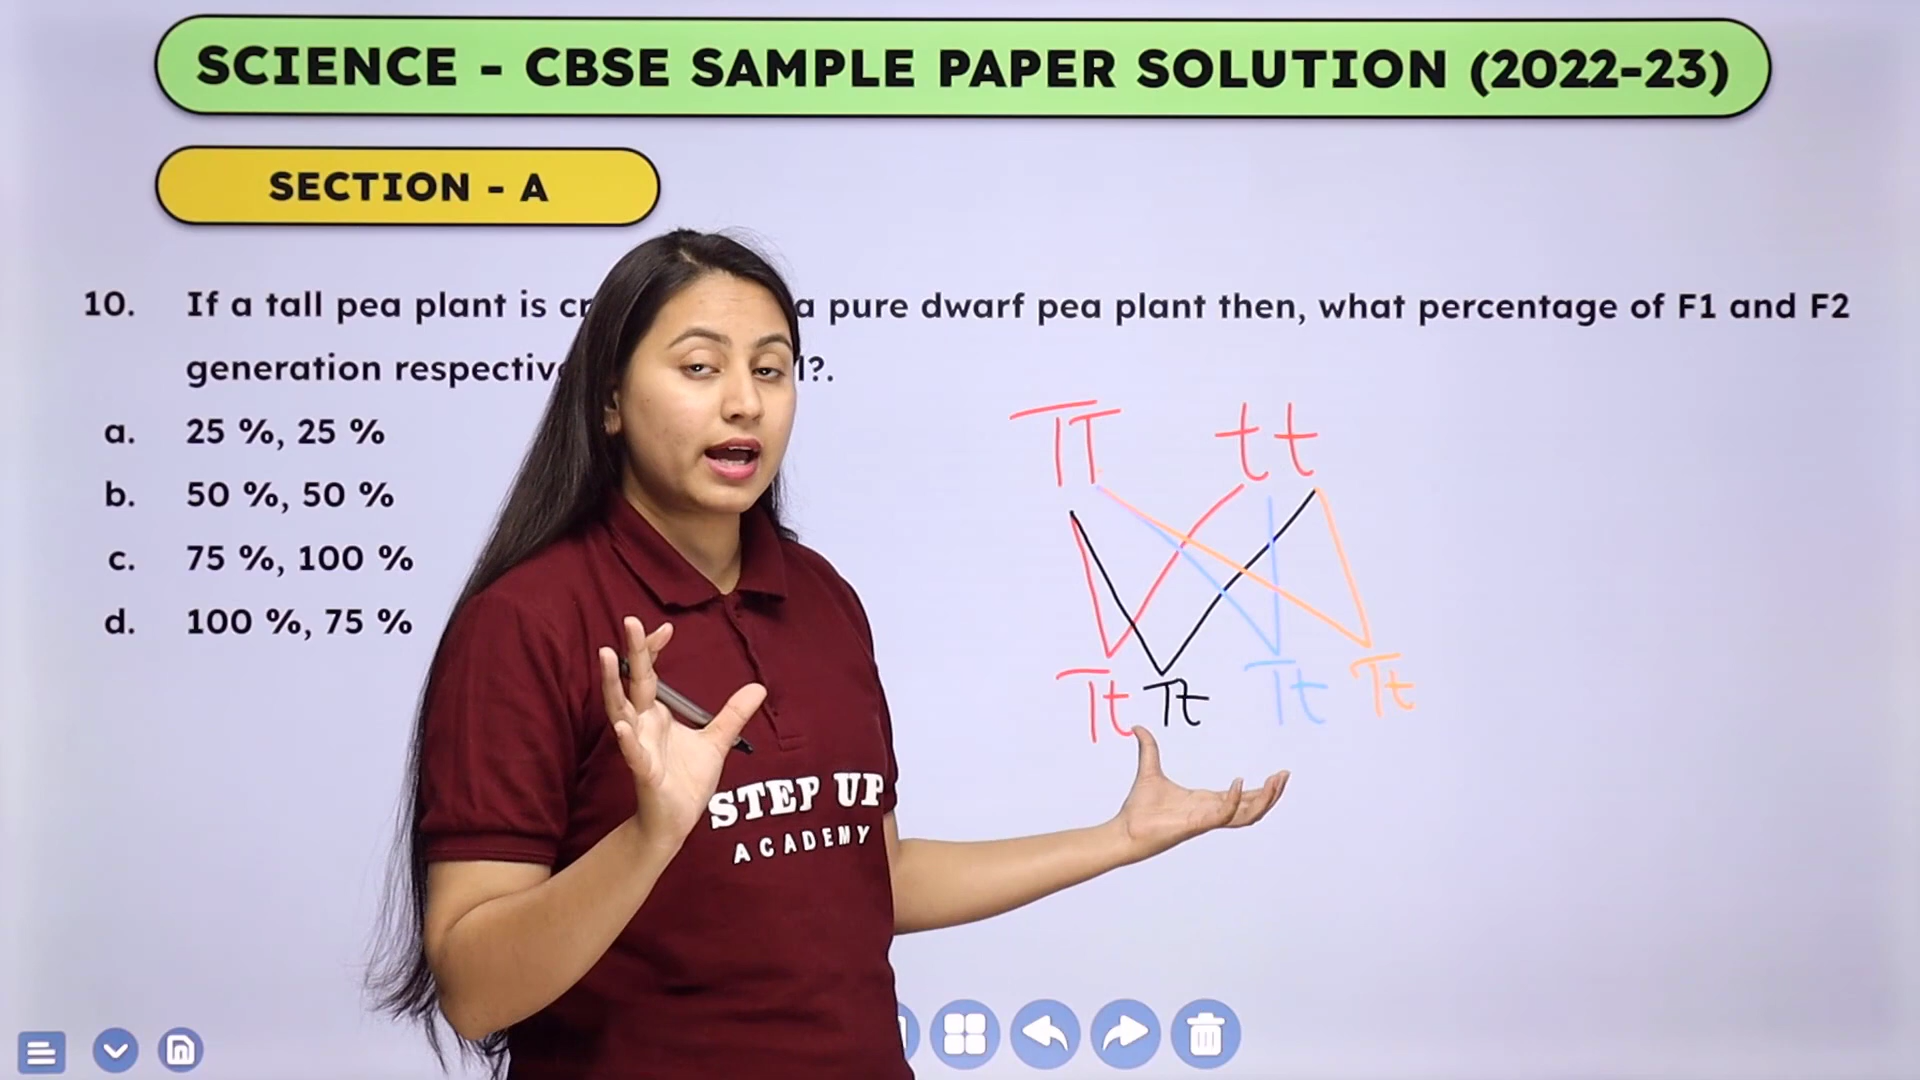 SCIENCE - CBSE SAMPLE PAPER SOLUTION (2022-23)
SECTION - A
10. If a tall pea plant is a pure dwarf pea plant then, what percentage of F1 and F2
generation ?.
a. 25 %, 25 %
b. 50 %, 50 %
c. 75 %, 100 %
d. 100 %, 75 %
TT tt
Tt Tt Tt Tt
STEP UP
ACADEMY